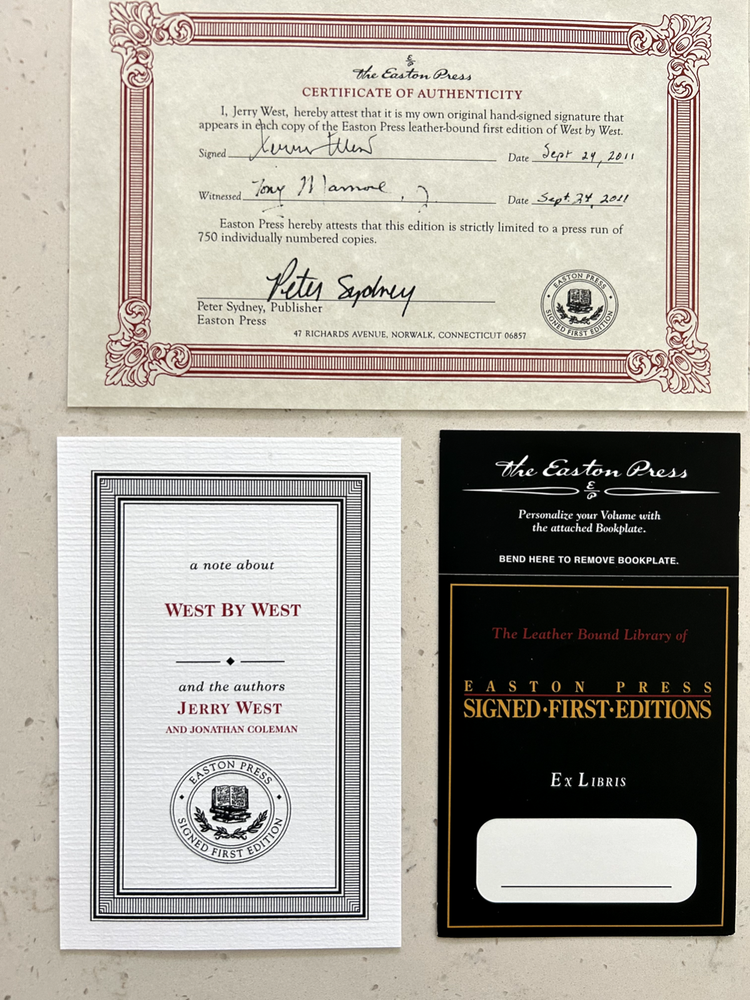 The Easton Press
CERTIFICATE OF AUTHENTICITY
I, Jerry West, hereby attest that it is my own original hand-signed signature that
appears in each copy of the Easton Press leather-bound first edition of West by West.
Signed Date Sept 24, 2011
Witnessed Tony Date Sept. 24, 2011
Easton Press hereby attests that this edition is strictly limited to a press run of
750 individually numbered copies.
Peter Sydney
Peter Sydney, Publisher
Easton Press
47 RICHARDS AVENUE, NORWALK, CONNECTICUT 06857
EASTON PRESS
SIGNED FIRST EDITION
a note about
WEST BY WEST
and the authors
JERRY WEST
AND JONATHAN COLEMAN
EASTON PRESS
SIGNED FIRST EDITION
The Easton Press
EP
Personalize your Volume with
the attached Bookplate.
BEND HERE TO REMOVE BOOKPLATE.
The Leather Bound Library of
EASTON PRESS
SIGNED·FIRST·EDITIONS
EX LIBRIS